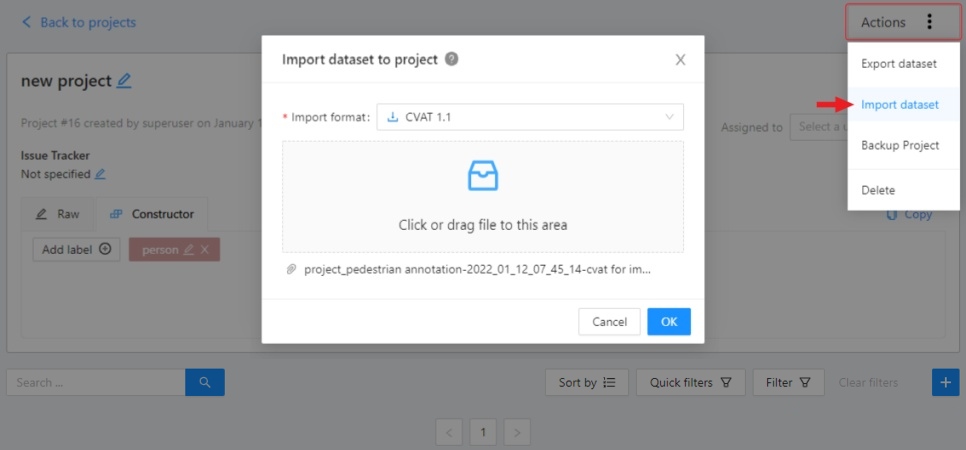 Back to projects
Actions
Export dataset
Import dataset
Backup Project
Delete
new project
Project #16 created by superuser on January 1
Assigned to
Select a u
Issue Tracker
Not specified
Raw
Constructor
Copy
Add label
person
Import dataset to project
* Import format:
CVAT 1.1
Click or drag file to this area
project_pedestrian annotation-2022_01_12_07_45_14-cvat for im...
Cancel
OK
Search ...
Sort by
Quick filters
Filter
Clear filters
1